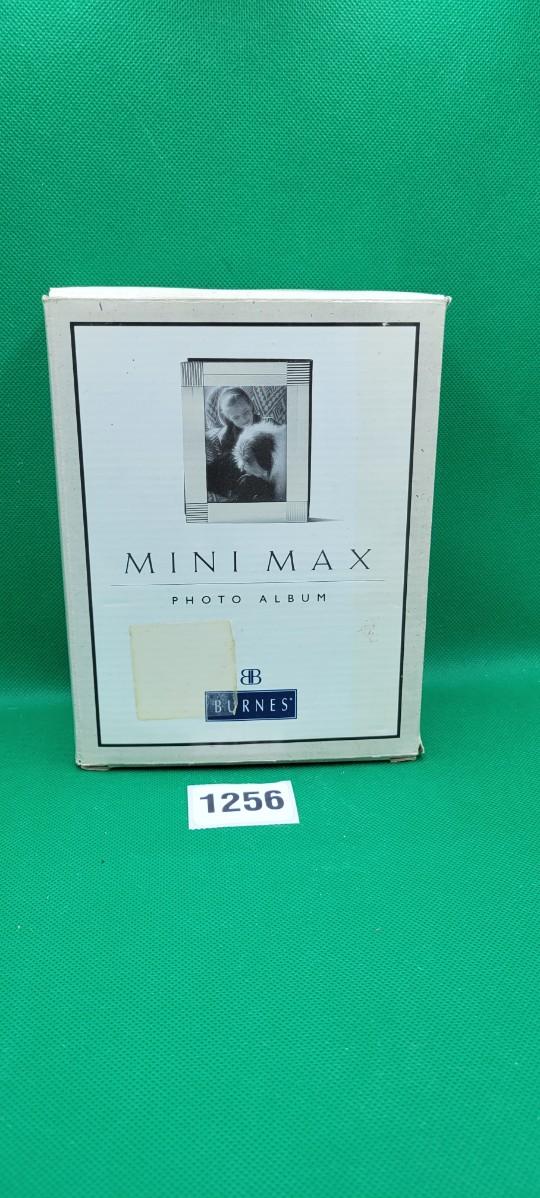 MINI MAX
PHOTO ALBUM
BB
BURNES®
1256